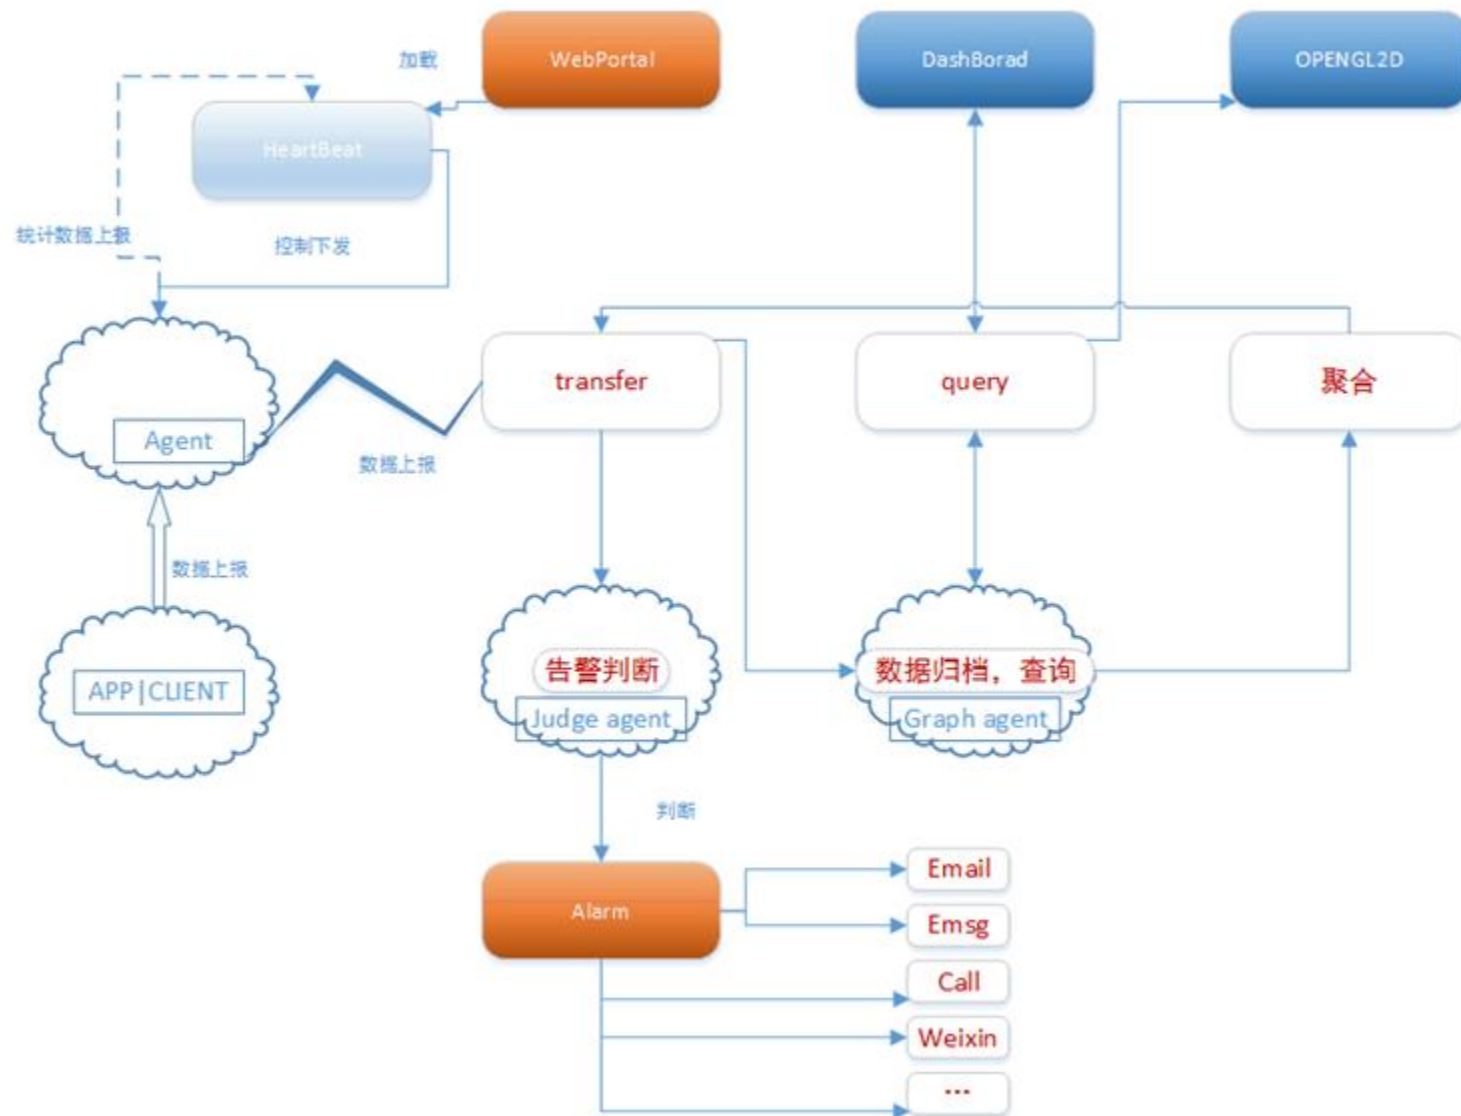 加载
WebPortal
DashBorad
OPENGL2D
HeartBeat
统计数据上报
控制下发
transfer
query
聚合
Agent
数据上报
数据上报
APP|CLIENT
告警判断
Judge agent
数据归档，查询
Graph agent
判断
Alarm
Email
Emsg
Call
Weixin
...